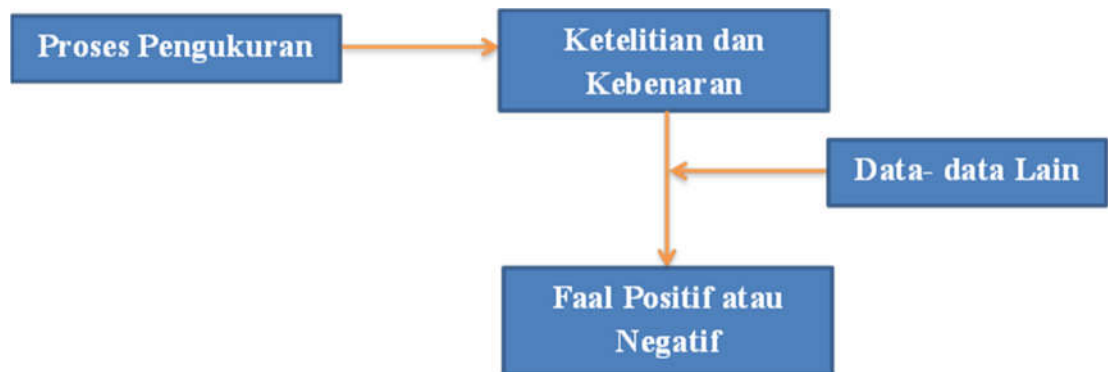 Proses Pengukuran
Ketelitian dan
Kebenaran
Data- data Lain
Faal Positif atau
Negatif